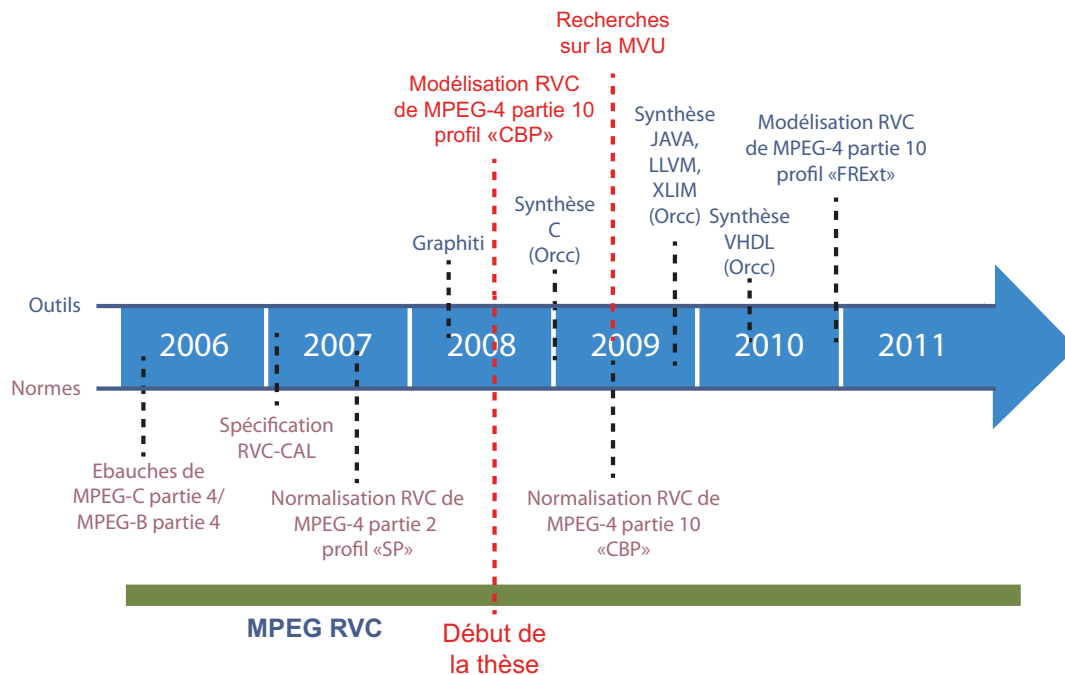 Recherches
sur la MVU
Modélisation RVC
de MPEG-4 partie 10
profil «CBP»
Synthèse
JAVA,
LLVM,
XLIM
(Orcc)
Modélisation RVC
de MPEG-4 partie 10
profil «FRExt»
Graphiti
Synthèse
C
(Orcc)
Synthèse
VHDL
(Orcc)
Outils
2006
2007
2008
2009
2010
2011
Normes
Spécification
RVC-CAL
Ebauches de
MPEG-C partie 4/
MPEG-B partie 4
Normalisation RVC de
MPEG-4 partie 2
profil «SP»
Normalisation RVC de
MPEG-4 partie 10
«CBP»
MPEG RVC
Début de
la thèse